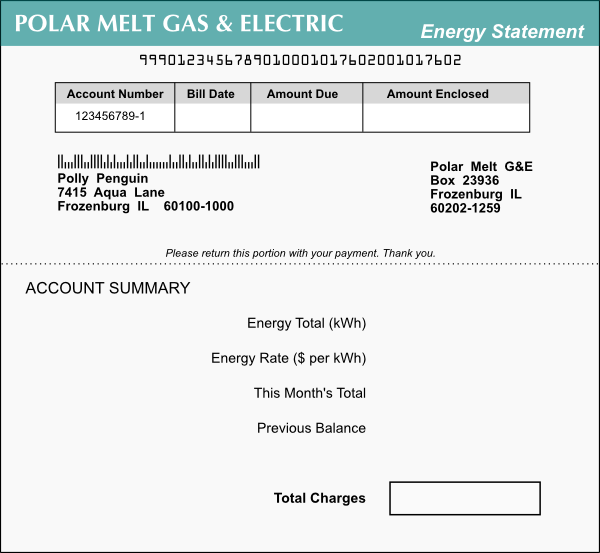 POLAR MELT GAS & ELECTRIC
Energy Statement
99901234567890100010176020010176​02
Account Number Bill Date Amount Due Amount Enclosed
123456789-1
Polly Penguin
7415 Aqua Lane
Frozenburg IL 60100-1000
Polar Melt G&E
Box 23936
Frozenburg IL
60202-1259
Please return this portion with your payment. Thank you.
ACCOUNT SUMMARY
Energy Total (kWh)
Energy Rate ($ per kWh)
This Month's Total
Previous Balance
Total Charges